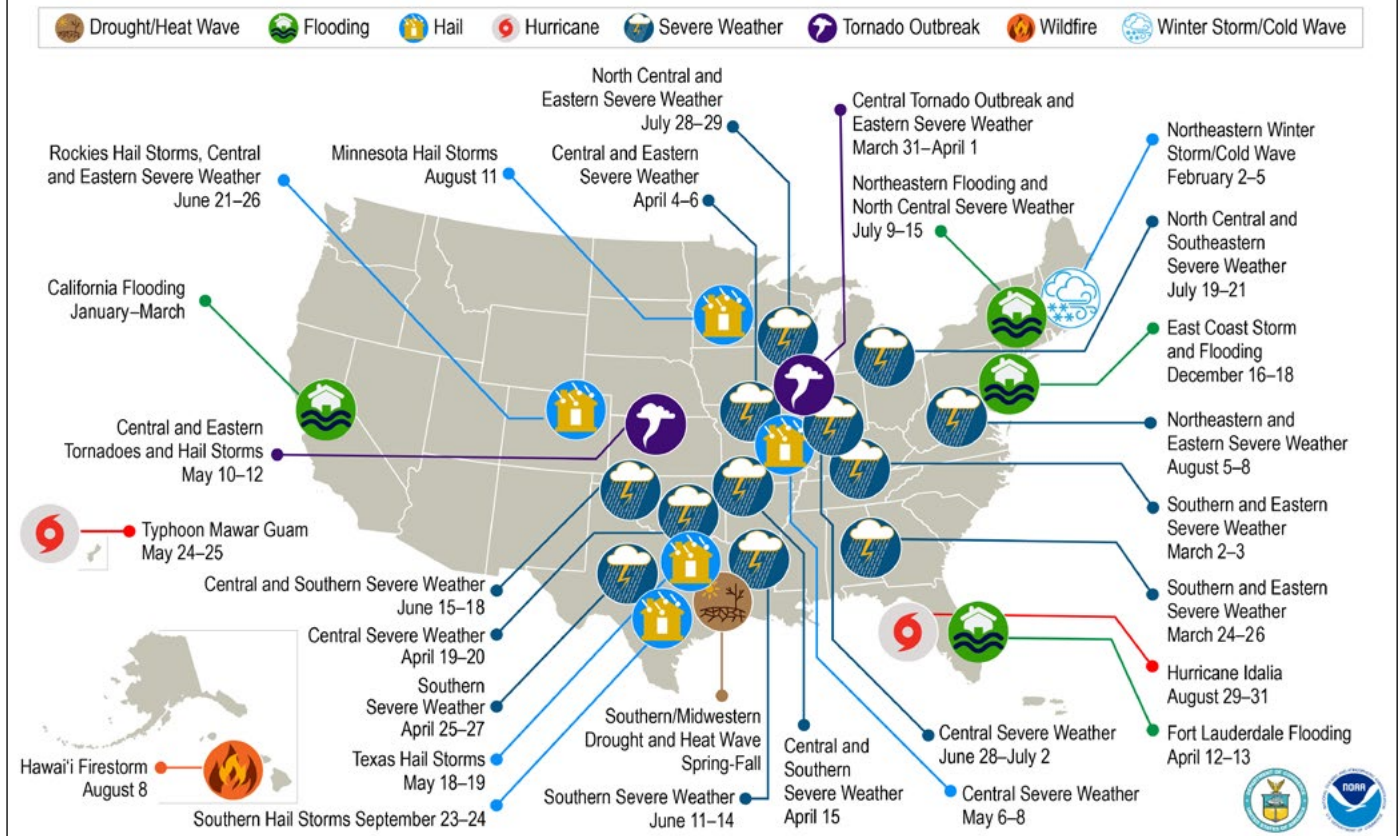 Drought/Heat Wave
Flooding
Hail
Hurricane
Severe Weather
Tornado Outbreak
Wildfire
Winter Storm/Cold Wave
North Central and
Eastern Severe Weather
July 28–29
Central Tornado Outbreak and
Eastern Severe Weather
March 31–April 1
Northeastern Winter
Storm/Cold Wave
February 2–5
Rockies Hail Storms, Central
and Eastern Severe Weather
June 21–26
Minnesota Hail Storms
August 11
Central and Eastern
Severe Weather
April 4–6
Northeastern Flooding and
North Central Severe Weather
July 9–15
North Central and
Southeastern
Severe Weather
July 19–21
California Flooding
January–March
East Coast Storm
and Flooding
December 16–18
Central and Eastern
Tornadoes and Hail Storms
May 10–12
Northeastern and
Eastern Severe Weather
August 5–8
Typhoon Mawar Guam
May 24–25
Southern and Eastern
Severe Weather
March 2–3
Central and Southern Severe Weather
June 15–18
Southern and Eastern
Severe Weather
March 24–26
Central Severe Weather
April 19–20
Hurricane Idalia
August 29–31
Southern
Severe Weather
April 25–27
Southern/Midwestern
Drought and Heat Wave
Spring-Fall
Central and
Southern
Severe Weather
April 15
Central Severe Weather
June 28–July 2
Fort Lauderdale Flooding
April 12–13
Texas Hail Storms
May 18–19
Hawai‘i Firestorm
August 8
Southern Hail Storms September 23–24
Southern Severe Weather
June 11–14
Central Severe Weather
May 6–8
NOAA